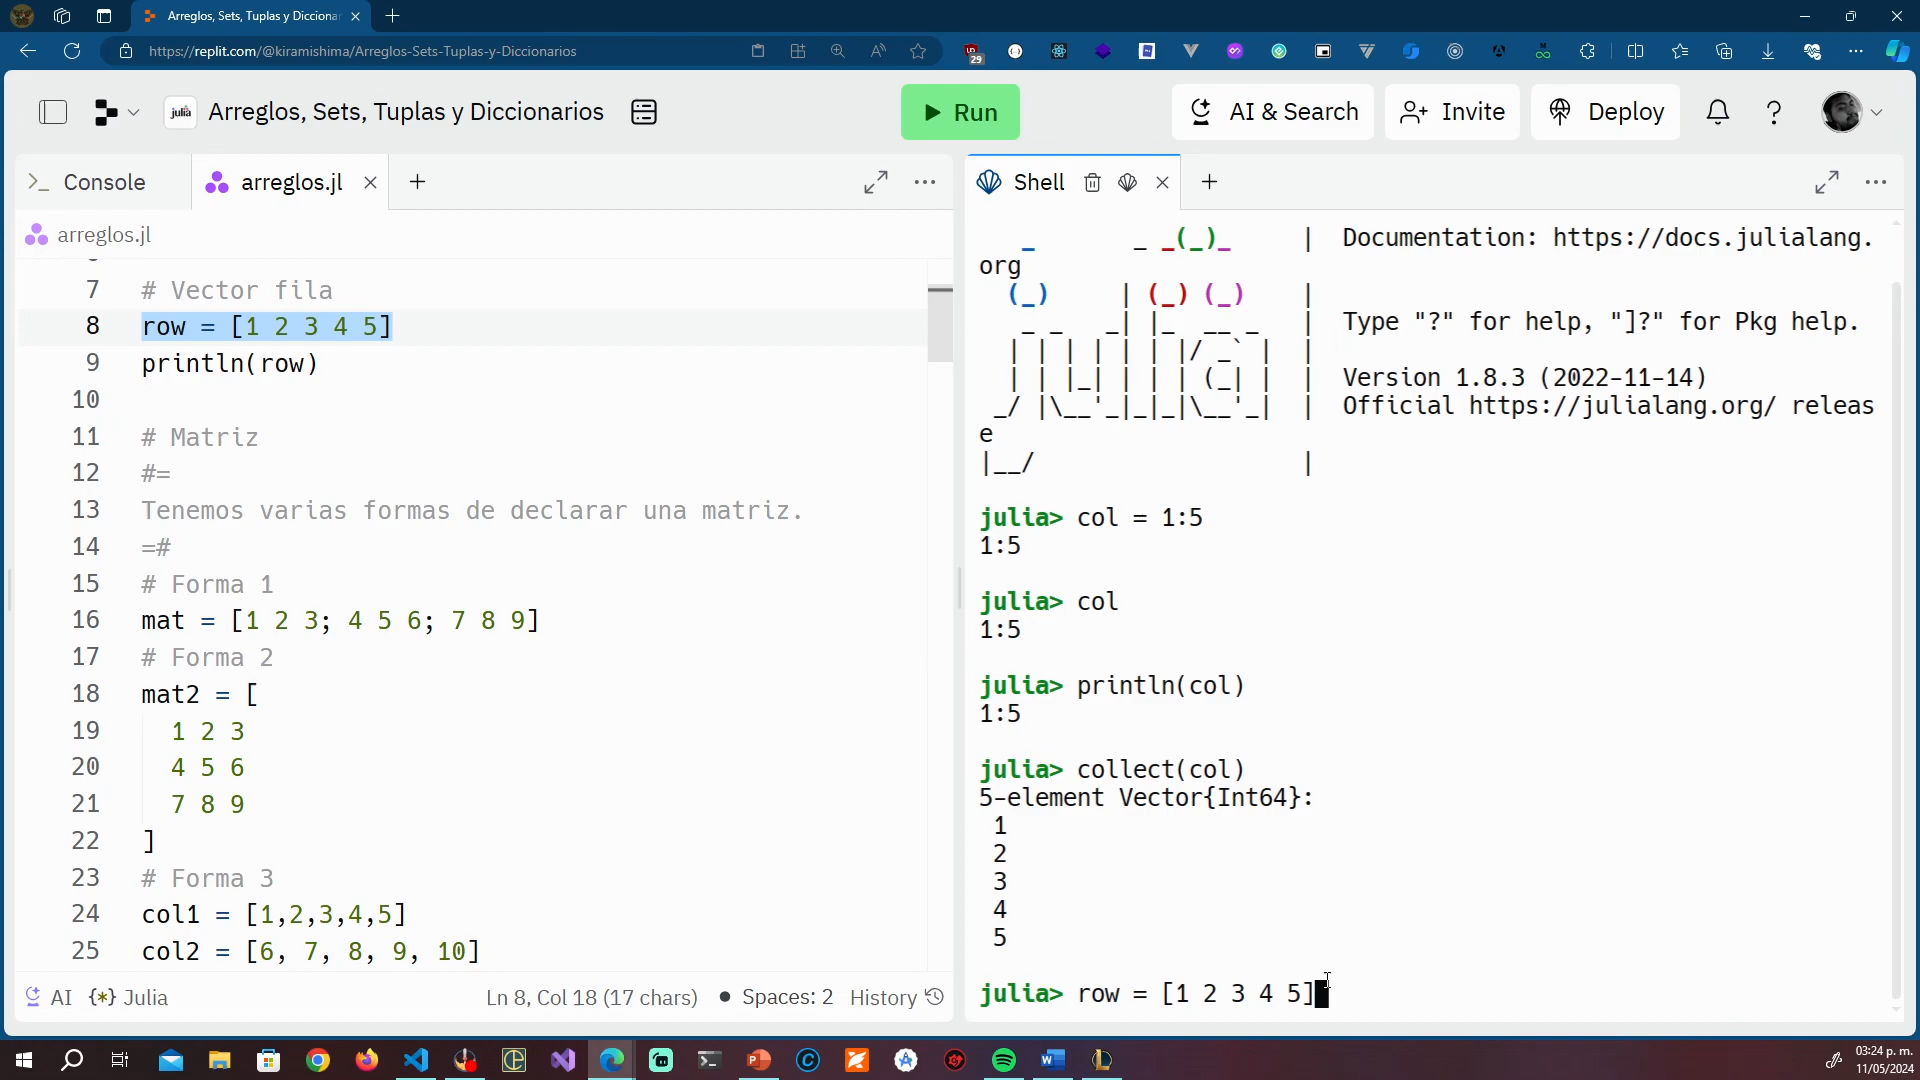 Arreglos, Sets, Tuplas y Diccionar
https://replit.com/@kiramishima/Arreglos-Sets-Tuplas-y-Diccionarios
29
julia
Arreglos, Sets, Tuplas y Diccionarios
Run
AI & Search
Invite
Deploy
Console
arreglos.jl
arreglos.jl
7 # Vector fila
8 row = [1 2 3 4 5]
9 println(row)
10
11 # Matriz
12 #=
13 Tenemos varias formas de declarar una matriz.
14 =#
15 # Forma 1
16 mat = [1 2 3; 4 5 6; 7 8 9]
17 # Forma 2
18 mat2 = [
19 1 2 3
20 4 5 6
21 7 8 9
22 ]
23 # Forma 3
24 col1 = [1,2,3,4,5]
25 col2 = [6, 7, 8, 9, 10]
AI {*} Julia
Ln 8, Col 18 (17 chars) • Spaces: 2 History
Shell
_ _ _(_)_ | Documentation: https://docs.julialang.
org
(_) | (_) (_) |
_ _ _| |_ __ _ | Type "?" for help, "]?" for Pkg help.
| | | | | | |/ _` | |
| | |_| | | | (_| | | Version 1.8.3 (2022-11-14)
_/ |\__'_|_|_|\__'_| | Official https://julialang.org/ releas
e
|__/ |
julia> col = 1:5
1:5
julia> col
1:5
julia> println(col)
1:5
julia> collect(col)
5-element Vector{Int64}:
1
2
3
4
5
julia> row = [1 2 3 4 5]
03:24 p. m.
11/05/2024